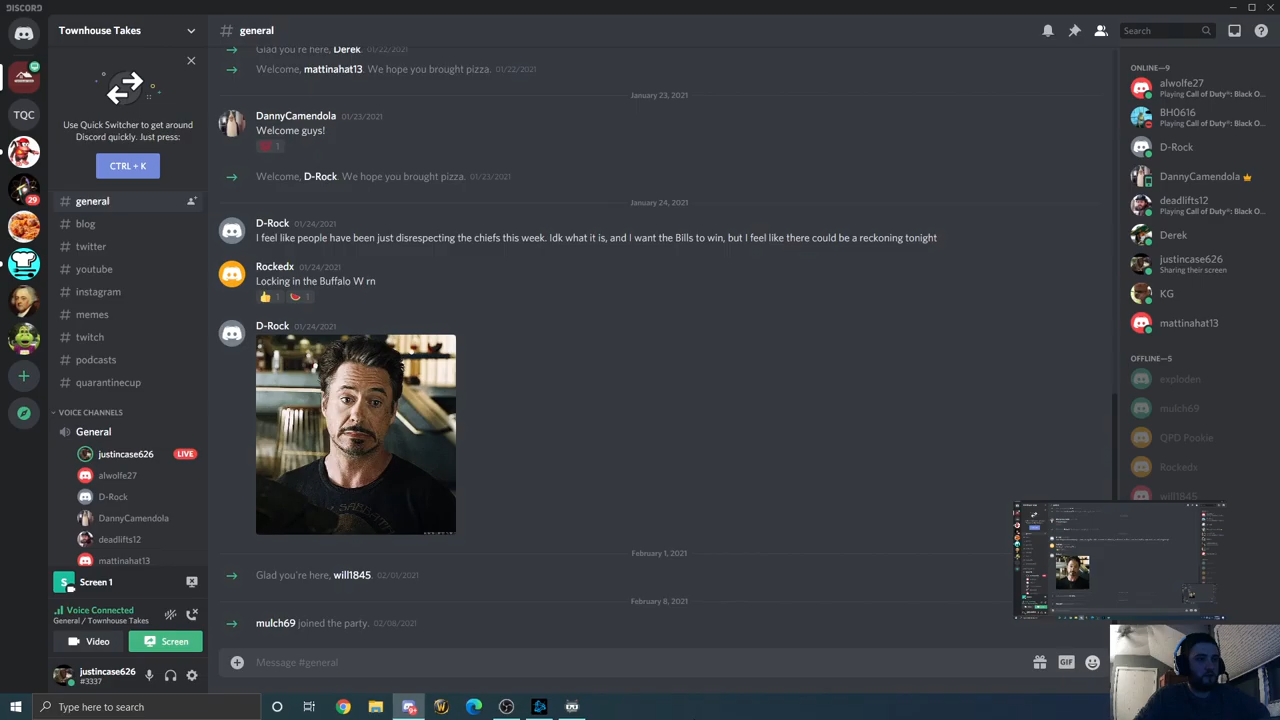 DISCORD
Townhouse Takes
general
Search
Use Quick Switcher to get around
Discord quickly. Just press:
CTRL + K
TQC
29
general
blog
twitter
youtube
instagram
memes
twitch
podcasts
quarantinecup
VOICE CHANNELS
General
justincase626 LIVE
alwolfe27
D-Rock
DannyCamendola
deadlifts12
mattinahat13
S Screen 1
Voice Connected
General / Townhouse Takes
Video Screen
justincase626
#3337
Glad you're here, Derek 01/22/2021
Welcome, mattinahat13. We hope you brought pizza. 01/22/2021
January 23, 2021
DannyCamendola 01/23/2021
Welcome guys!
1
Welcome, D-Rock. We hope you brought pizza. 01/23/2021
January 24, 2021
D-Rock 01/24/2021
I feel like people have been just disrespecting the chiefs this week. Idk what it is, and I want the Bills to win, but I feel like there could be a reckoning tonight
Rockedx 01/24/2021
Locking in the Buffalo W rn
1 1
D-Rock 01/24/2021
February 1, 2021
Glad you're here, will1845. 02/01/2021
February 8, 2021
mulch69 joined the party. 02/08/2021
Message #general
GIF
ONLINE—9
alwolfe27
Playing Call of Duty®: Black O...
BH0616
Playing Call of Duty®: Black O...
D-Rock
DannyCamendola
deadlifts12
Playing Call of Duty®: Black O...
Derek
justincase626
Sharing their screen
KG
mattinahat13
OFFLINE—5
exploden
mulch69
QPD Pookie
Rockedx
will1845
Type here to search